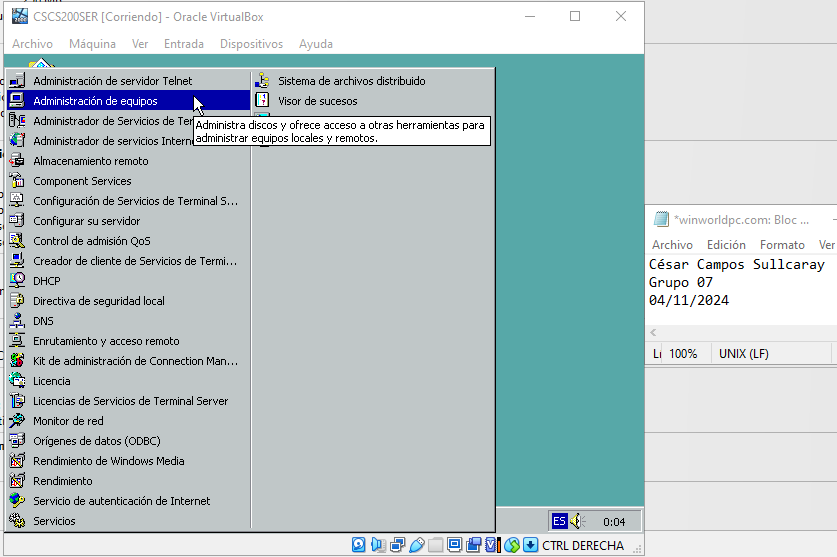 CSCS200SER [Corriendo] - Oracle VirtualBox
Archivo Máquina Ver Entrada Dispositivos Ayuda
Administración de servidor Telnet
Administración de equipos
Administrador de Servicios de Ter
Administrador de servicios Intern
Almacenamiento remoto
Component Services
Configuración de Servicios de Terminal S...
Configurar su servidor
Control de admisión QoS
Creador de cliente de Servicios de Termi...
DHCP
Directiva de seguridad local
DNS
Enrutamiento y acceso remoto
Kit de administración de Connection Man...
Licencia
Licencias de Servicios de Terminal Server
Monitor de red
Orígenes de datos (ODBC)
Rendimiento de Windows Media
Rendimiento
Servicio de autenticación de Internet
Servicios
Sistema de archivos distribuido
Visor de sucesos
Administra discos y ofrece acceso a otras herramientas para
administrar equipos locales y remotos.
ES 0:04
CTRL DERECHA
*winworldpc.com: Bloc ...
Archivo Edición Formato Ver
César Campos Sullcaray
Grupo 07
04/11/2024
100% UNIX (LF)